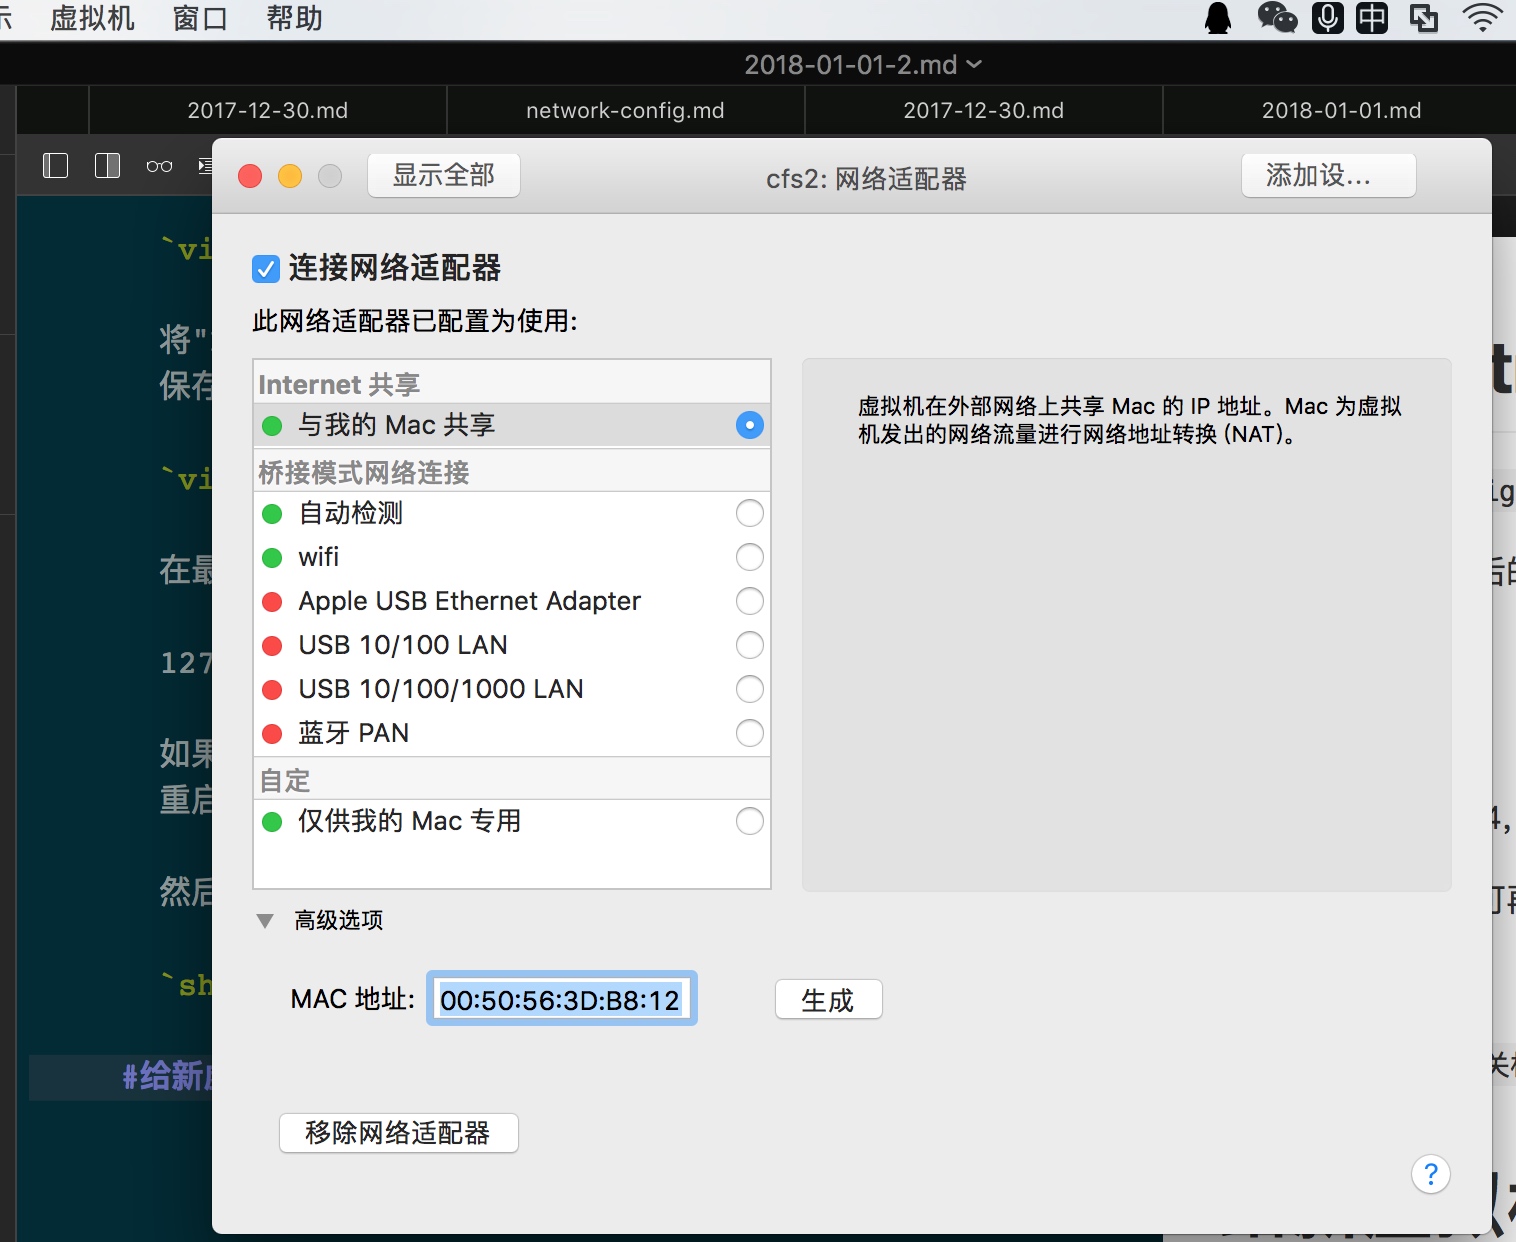 虚拟机 窗口 帮助 中
2018-01-01-2.md
2017-12-30.md network-config.md 2017-12-30.md 2018-01-01.md
显示全部 cfs2: 网络适配器 添加设...
连接网络适配器
此网络适配器已配置为使用:
Internet 共享
与我的 Mac 共享
桥接模式网络连接
自动检测
wifi
Apple USB Ethernet Adapter
USB 10/100 LAN
USB 10/100/1000 LAN
蓝牙 PAN
自定
仅供我的 Mac 专用
虚拟机在外部网络上共享 Mac 的 IP 地址。Mac 为虚拟
机发出的网络流量进行网络地址转换 (NAT)。
高级选项
MAC 地址: 00:50:56:3D:B8:12 生成
移除网络适配器
?
`vi
将"
保存
`vi
在最
127
如果
重启
然后
`sh
#给新